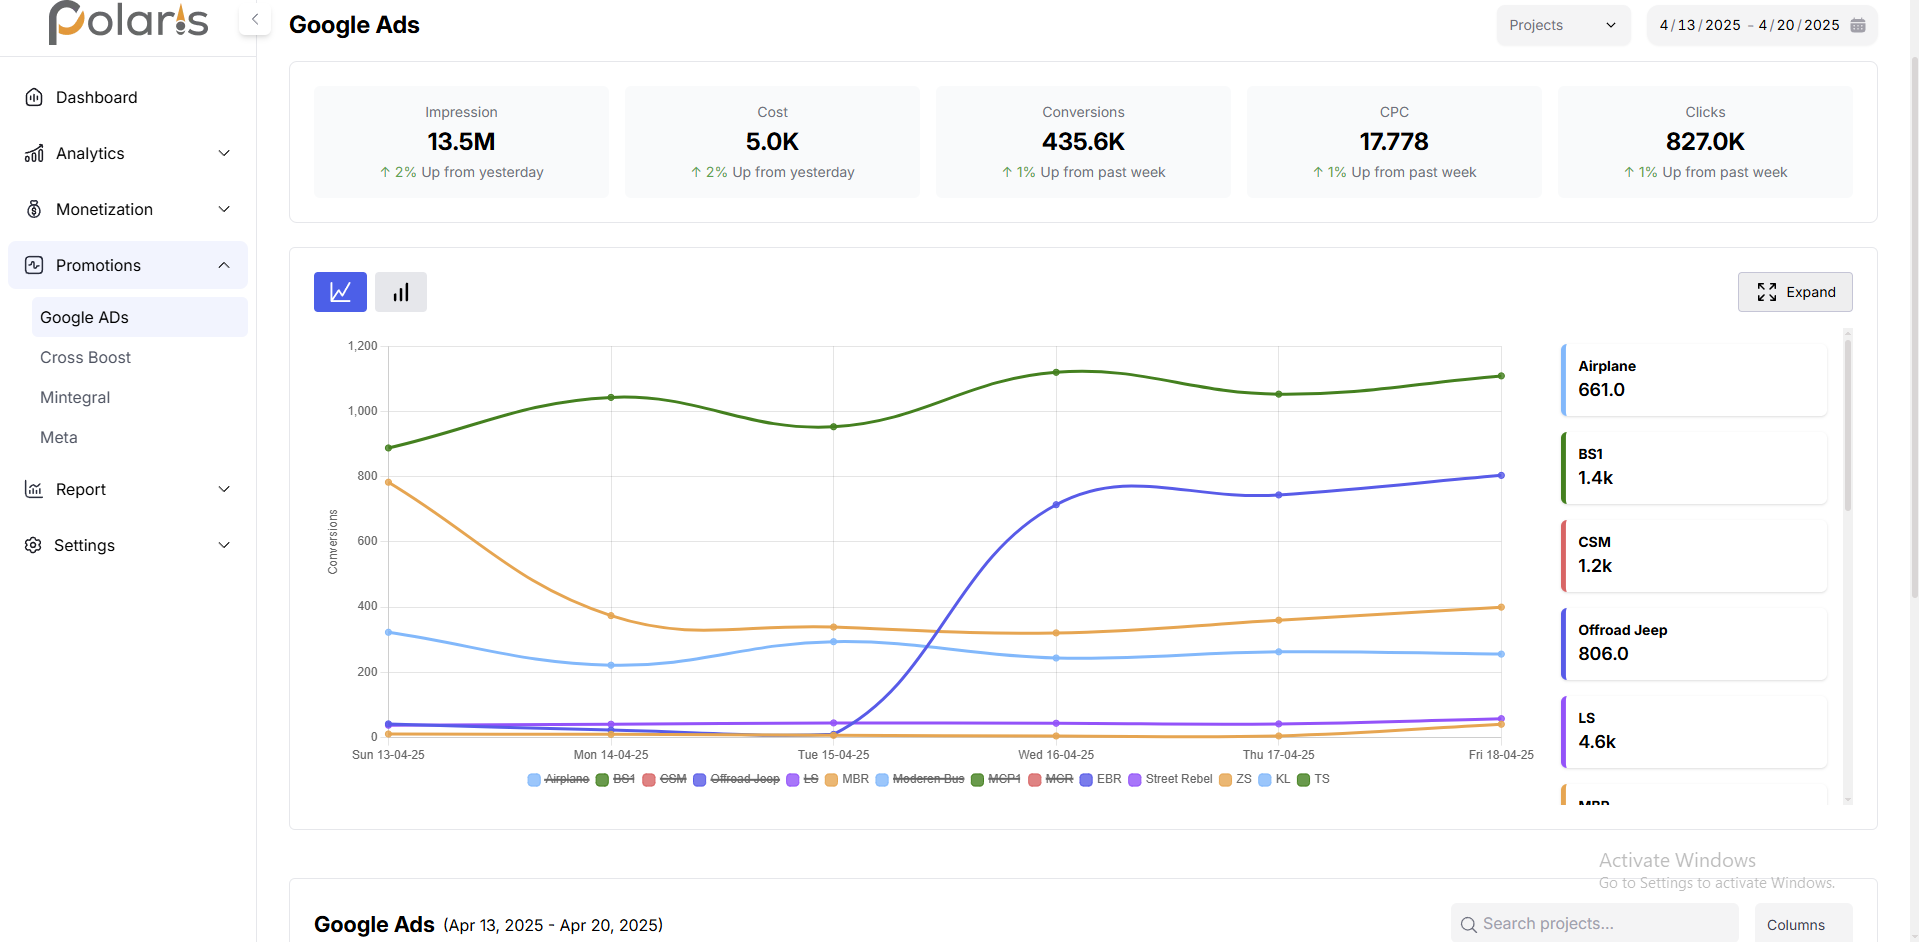 Polaris
Google Ads
Projects
4/13/2025 - 4/20/2025
Dashboard
Analytics
Monetization
Promotions
Google ADs
Cross Boost
Mintegral
Meta
Report
Settings
Impression
13.5M
↑ 2% Up from yesterday
Cost
5.0K
↑ 2% Up from yesterday
Conversions
435.6K
↑ 1% Up from past week
CPC
17.778
↑ 1% Up from past week
Clicks
827.0K
↑ 1% Up from past week
Expand
Conversions
1,200
1,000
800
600
400
200
0
Sun 13-04-25 Mon 14-04-25 Tue 15-04-25 Wed 16-04-25 Thu 17-04-25 Fri 18-04-25
Airplane BS1 CSM Offroad Jeep LS MBR Moderen Bus MCP1 MCR EBR Street Rebel ZS KL TS
Airplane
661.0
BS1
1.4k
CSM
1.2k
Offroad Jeep
806.0
LS
4.6k
MBR
Activate Windows
Go to Settings to activate Windows.
Google Ads (Apr 13, 2025 - Apr 20, 2025)
Search projects...
Columns